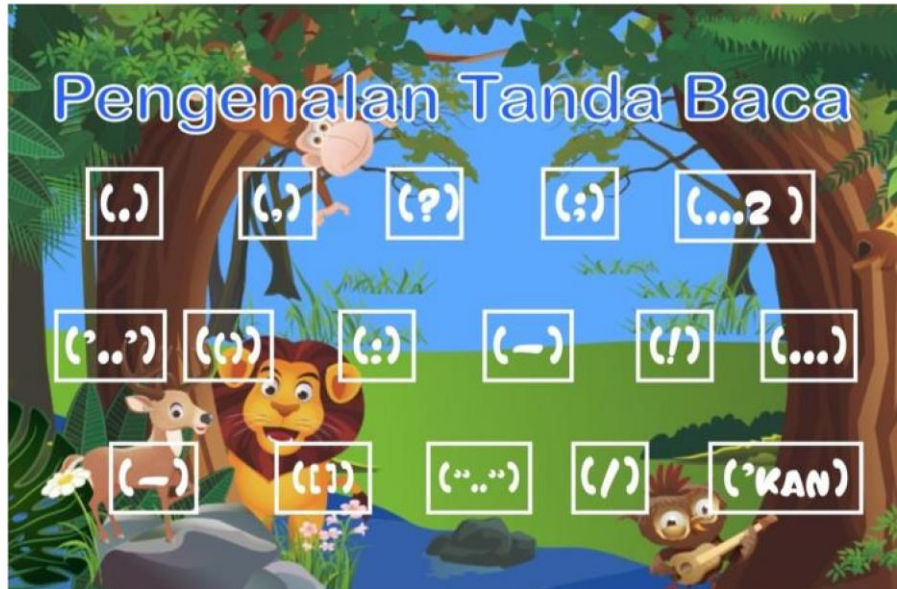 Pengenalan Tanda Baca
(.) (,) (?) (;) (...2 )
('..') (()) (:) (–) (!) (...)
(–) ([ ]) ("..") (/) ('KAN)